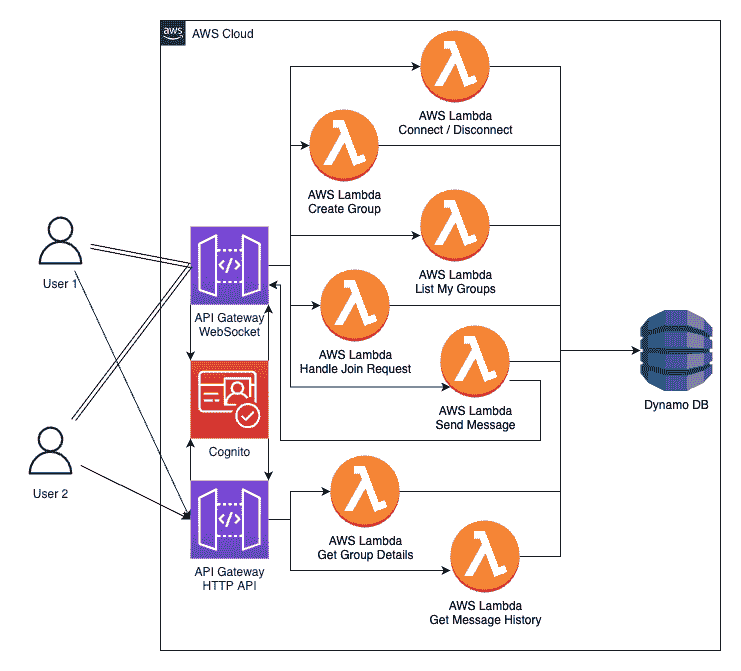 aws
AWS Cloud
AWS Lambda
Connect / Disconnect
AWS Lambda
Create Group
User 1
AWS Lambda
List My Groups
API Gateway
WebSocket
AWS Lambda
Handle Join Request
Dynamo DB
AWS Lambda
Send Message
Cognito
User 2
AWS Lambda
Get Group Details
API Gateway
HTTP API
AWS Lambda
Get Message History